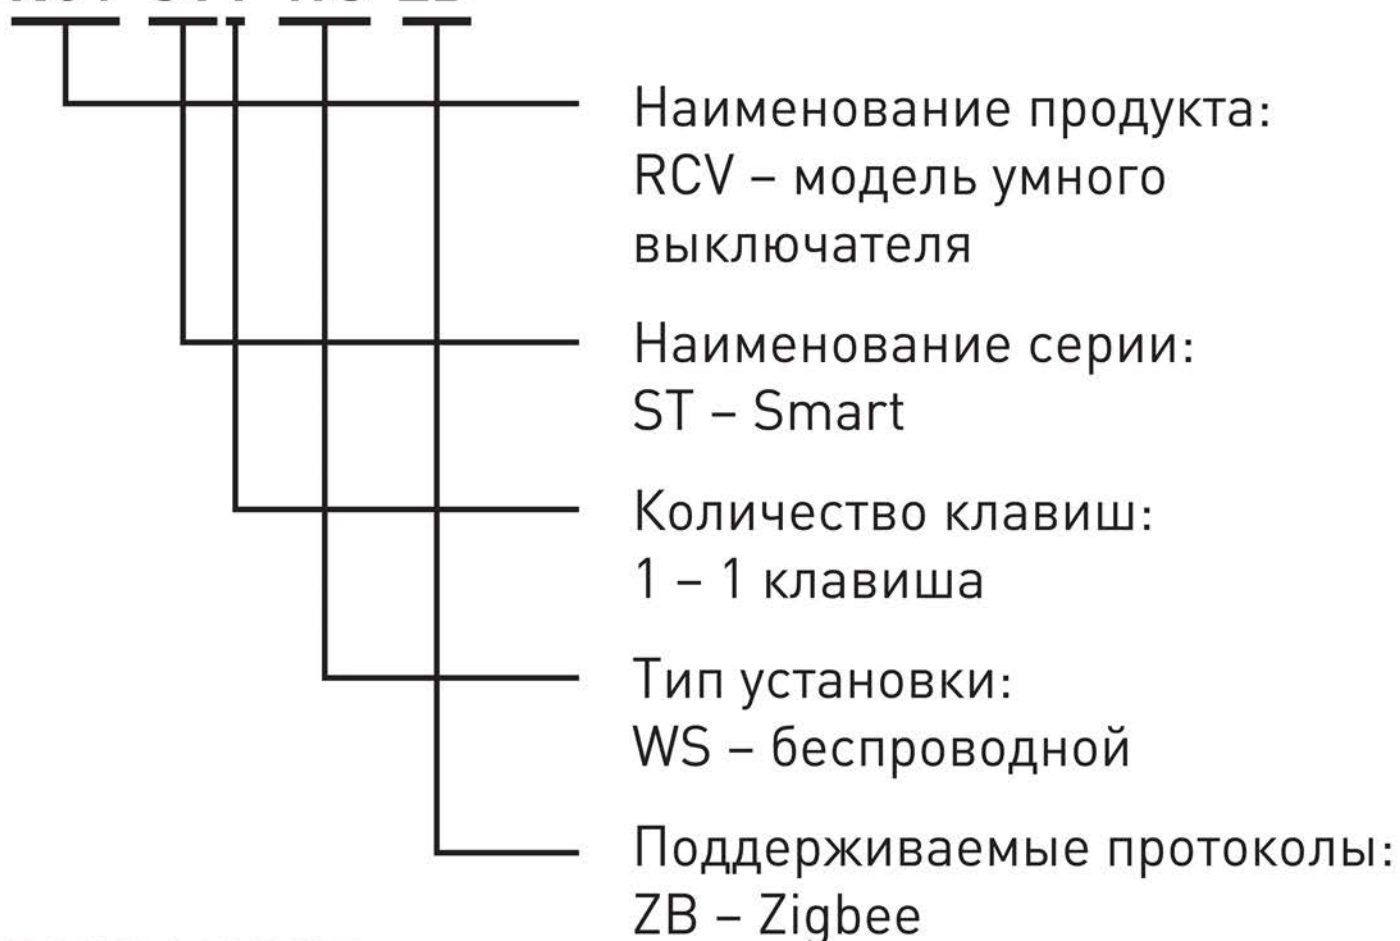 Наименование продукта:
RCV – модель умного
выключателя
Наименование серии:
ST – Smart
Количество клавиш:
1 – 1 клавиша
Тип установки:
WS – беспроводной
Поддерживаемые протоколы:
ZB – Zigbee